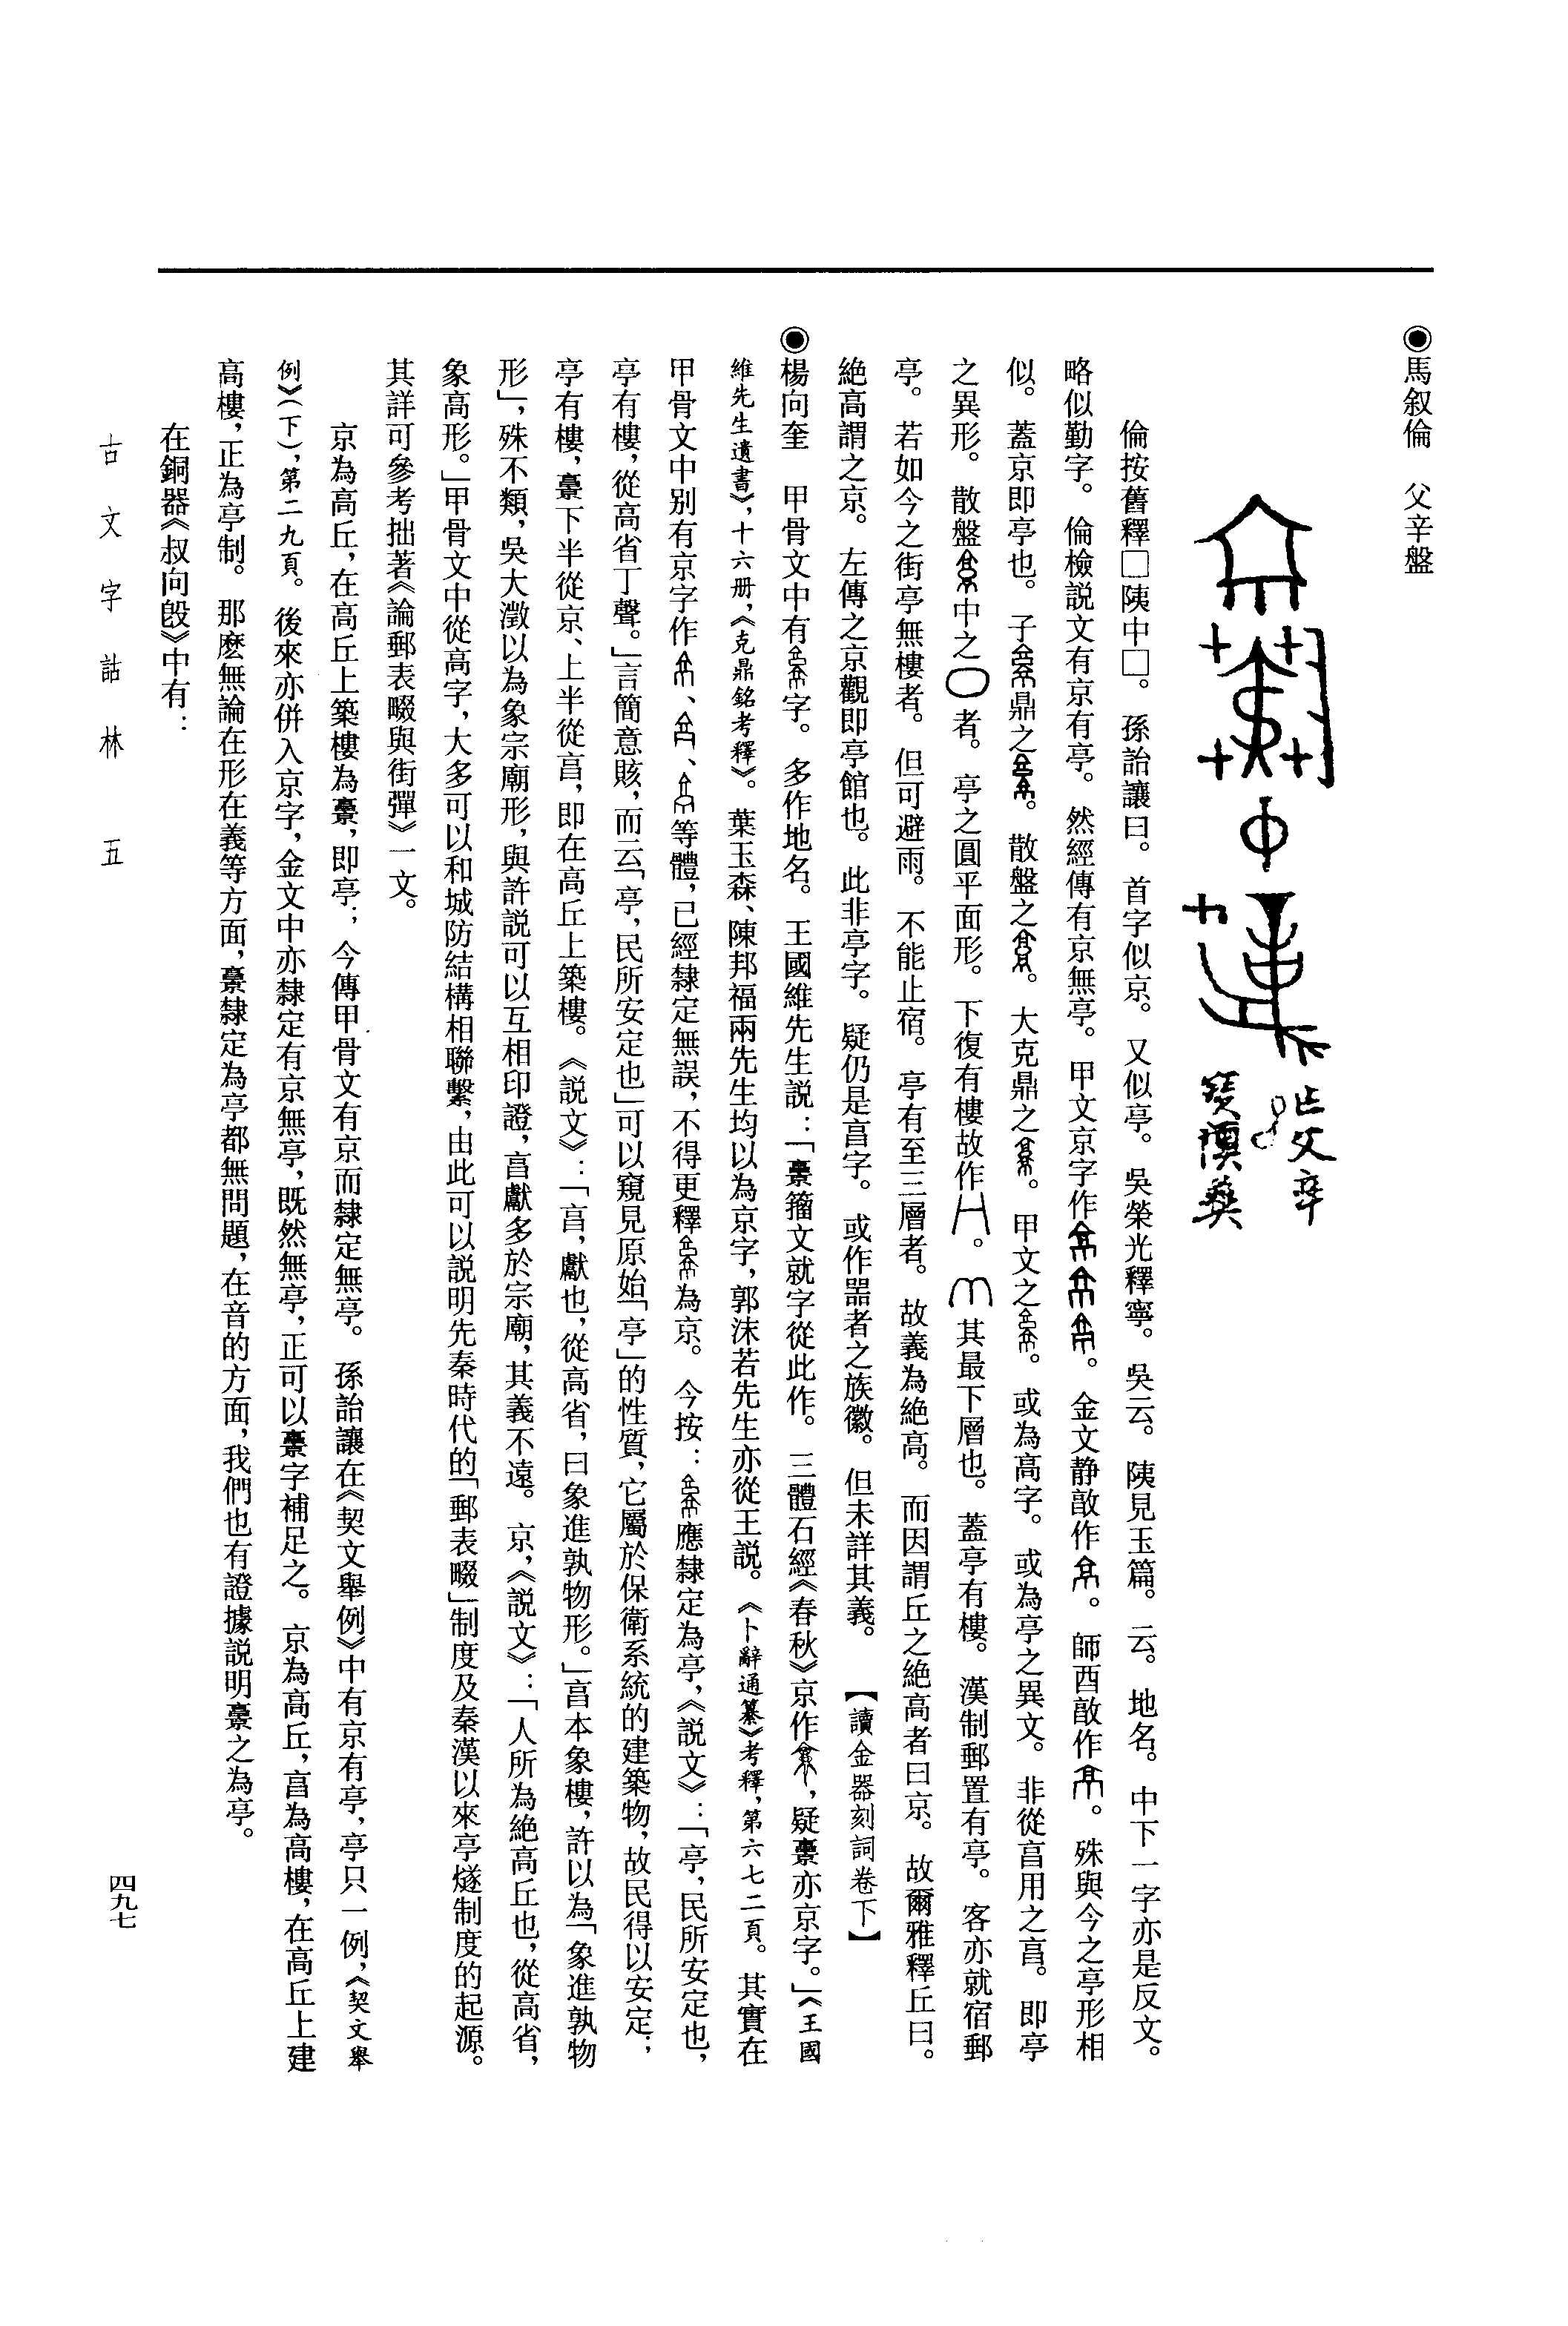 ◉馬叙倫　父辛盤
倫按舊釋□陝中□。孫詒讓曰。首字似京。又似亭。吳榮光釋寧。吳云。陝見玉篇。云。地名。中下一字亦是反文。
略似勤字。倫檢説文有京有亭。然經傳有京無亭。甲文京字作。金文静𣪘作。師酉𣪘作。殊與今之亭形相
似。蓋京即亭也。子鼎之。散盤之。大克鼎之。甲文之。或為高字。或為亭之異文。非從亯用之亯。即亭
之異形。散盤中之者。亭之圓平面形。下復有樓故作。其最下層也。蓋亭有樓。漢制郵置有亭。客亦就宿郵
亭。若如今之街亭無樓者。但可避雨。不能止宿。亭有至三層者。故義為絶高。而因謂丘之絶高者曰京。故爾雅釋丘曰。
絶高謂之京。左傳之京觀即亭館也。此非亭字。疑仍是亯字。或作噐者之族徽。但未詳其義。　【讀金器刻詞卷下】
◉楊向奎　甲骨文中有字。多作地名。王國維先生説：「𩫖籀文就字從此作。三體石經《春秋》京作，疑𩫖亦京字。」《王國
維先生遺書》，十六册，《克鼎銘考釋》。葉玉森、陳邦福兩先生均以為京字，郭沫若先生亦從王説。《卜辭通纂》考釋，第六七二頁。其實在
甲骨文中别有京字作、、等體，已經隸定無誤，不得更釋為京。今按：應隸定為亭，《説文》：「亭，民所安定也，
亭有樓，從高省丁聲。」言簡意賅，而云「亭，民所安定也」可以窺見原始「亭」的性質，它屬於保衛系統的建築物，故民得以安定；
亭有樓，𩫖下半從京、上半從亯，即在高丘上築樓。《説文》：「亯，獻也，從高省，曰象進孰物形。」亯本象樓，許以為「象進孰物
形」，殊不類，吳大澂以為象宗廟形，與許説可以互相印證，亯獻多於宗廟，其義不遠。京，《説文》：「人所為絶高丘也，從高省，
象高形。」甲骨文中從高字，大多可以和城防結構相聯繫，由此可以説明先秦時代的「郵表畷」制度及秦漢以來亭燧制度的起源。
其詳可參考拙著《論郵表畷與街彈》一文。
京為高丘，在高丘上築樓為𩫖，即亭；今傳甲骨文有京而隸定無亭。孫詒讓在《契文舉例》中有京有亭，亭只一例，《契文舉
例》（下），第二九頁。後來亦併入京字，金文中亦隸定有京無亭，既然無亭，正可以𩫖字補足之。京為高丘，亯為高樓，在高丘上建
高樓，正為亭制。那麽無論在形在義等方面，𩫖隸定為亭都無問題，在音的方面，我們也有證據説明𩫖之為亭。
在銅器《叔向𣪘》中有：
古文字詁林　五
四九七